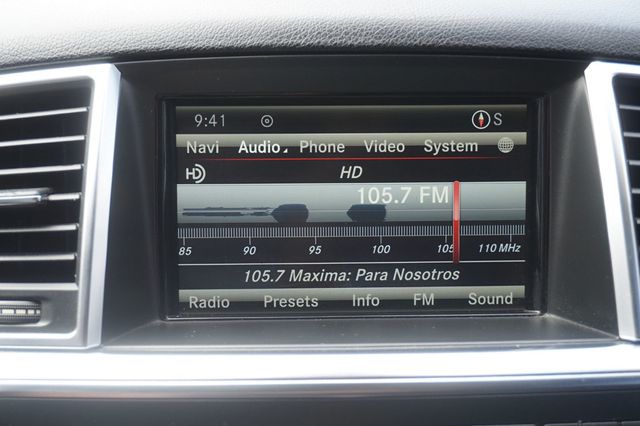 9:41 S
Navi Audio Phone Video System
HD HD
105.7 FM
85 90 95 100 105 110 MHz
105.7 Maxima: Para Nosotros
Radio Presets Info FM Sound